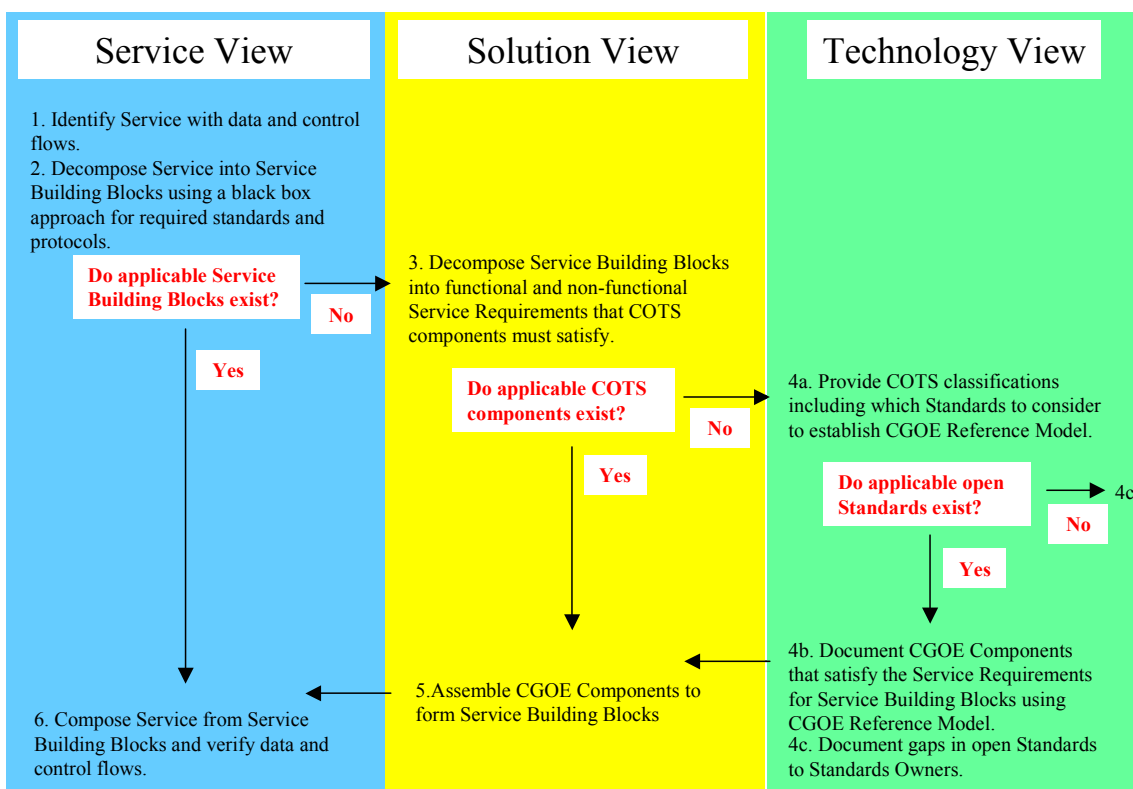 Service View
1. Identify Service with data and control
flows.
2. Decompose Service into Service
Building Blocks using a black box
approach for required standards and
protocols.
Do applicable Service
Building Blocks exist?
No
Yes
6. Compose Service from Service
Building Blocks and verify data and
control flows.
Solution View
3. Decompose Service Building Blocks
into functional and non-functional
Service Requirements that COTS
components must satisfy.
Do applicable COTS
components exist?
No
Yes
5.Assemble CGOE Components to
form Service Building Blocks
Technology View
4a. Provide COTS classifications
including which Standards to consider
to establish CGOE Reference Model.
Do applicable open
Standards exist?
4c
No
Yes
4b. Document CGOE Components
that satisfy the Service Requirements
for Service Building Blocks using
CGOE Reference Model.
4c. Document gaps in open Standards
to Standards Owners.